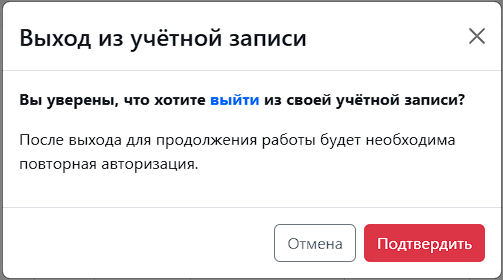 Выход из учётной записи
Вы уверены, что хотите выйти из своей учётной записи?
После выхода для продолжения работы будет необходима
повторная авторизация.
Отмена
Подтвердить